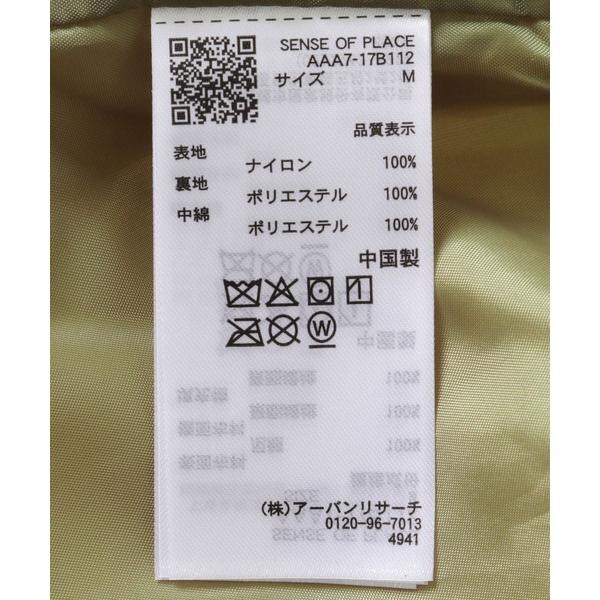 SENSE OF PLACE
AAA7-17B112
サイズ M
品質表示
表地 ナイロン 100%
裏地 ポリエステル 100%
中綿 ポリエステル 100%
中国製
(株)アーバンリサーチ
0120-96-7013
4941